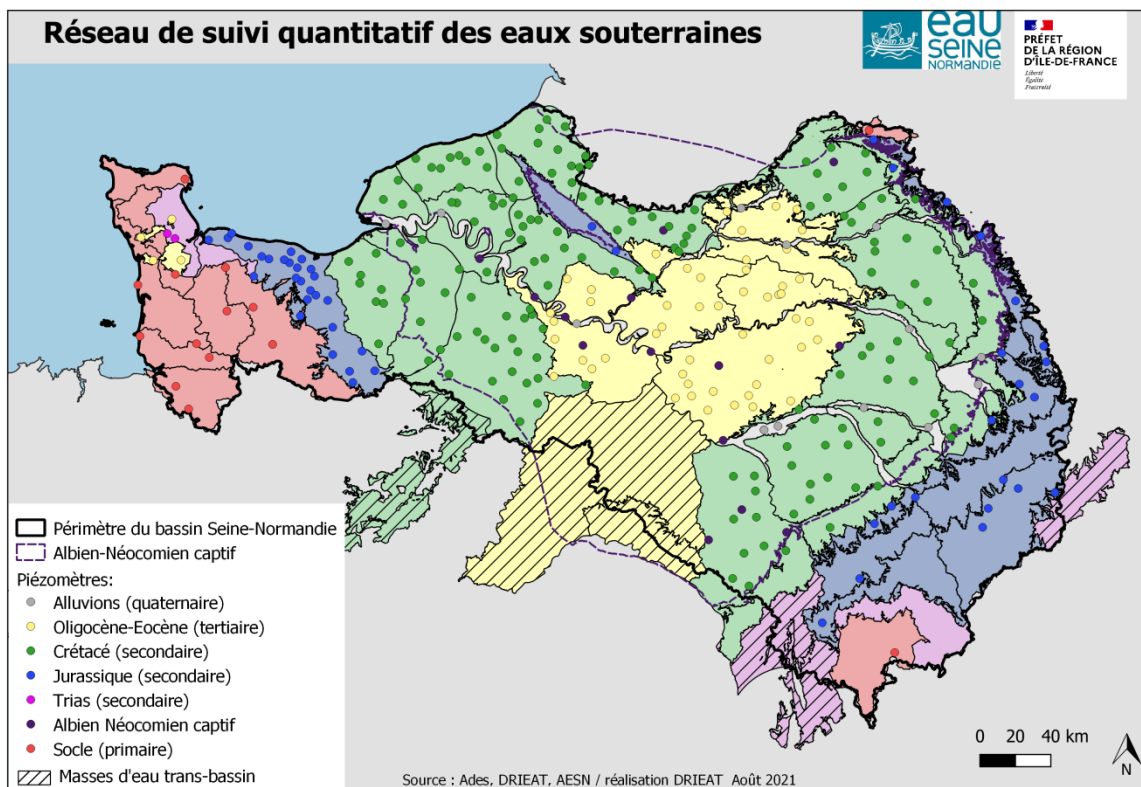 Réseau de suivi quantitatif des eaux souterraines
eau
SEINE
NORMANDIE
PRÉFET
DE LA RÉGION
D'ÎLE-DE-FRANCE
Liberté
Égalité
Fraternité
Périmètre du bassin Seine-Normandie
Albien-Néocomien captif
Piézomètres:
Alluvions (quaternaire)
Oligocène-Eocène (tertiaire)
Crétacé (secondaire)
Jurassique (secondaire)
Trias (secondaire)
Albien Néocomien captif
Socle (primaire)
Masses d'eau trans-bassin
0 20 40 km
N
Source : Ades, DRIEAT, AESN / réalisation DRIEAT Août 2021